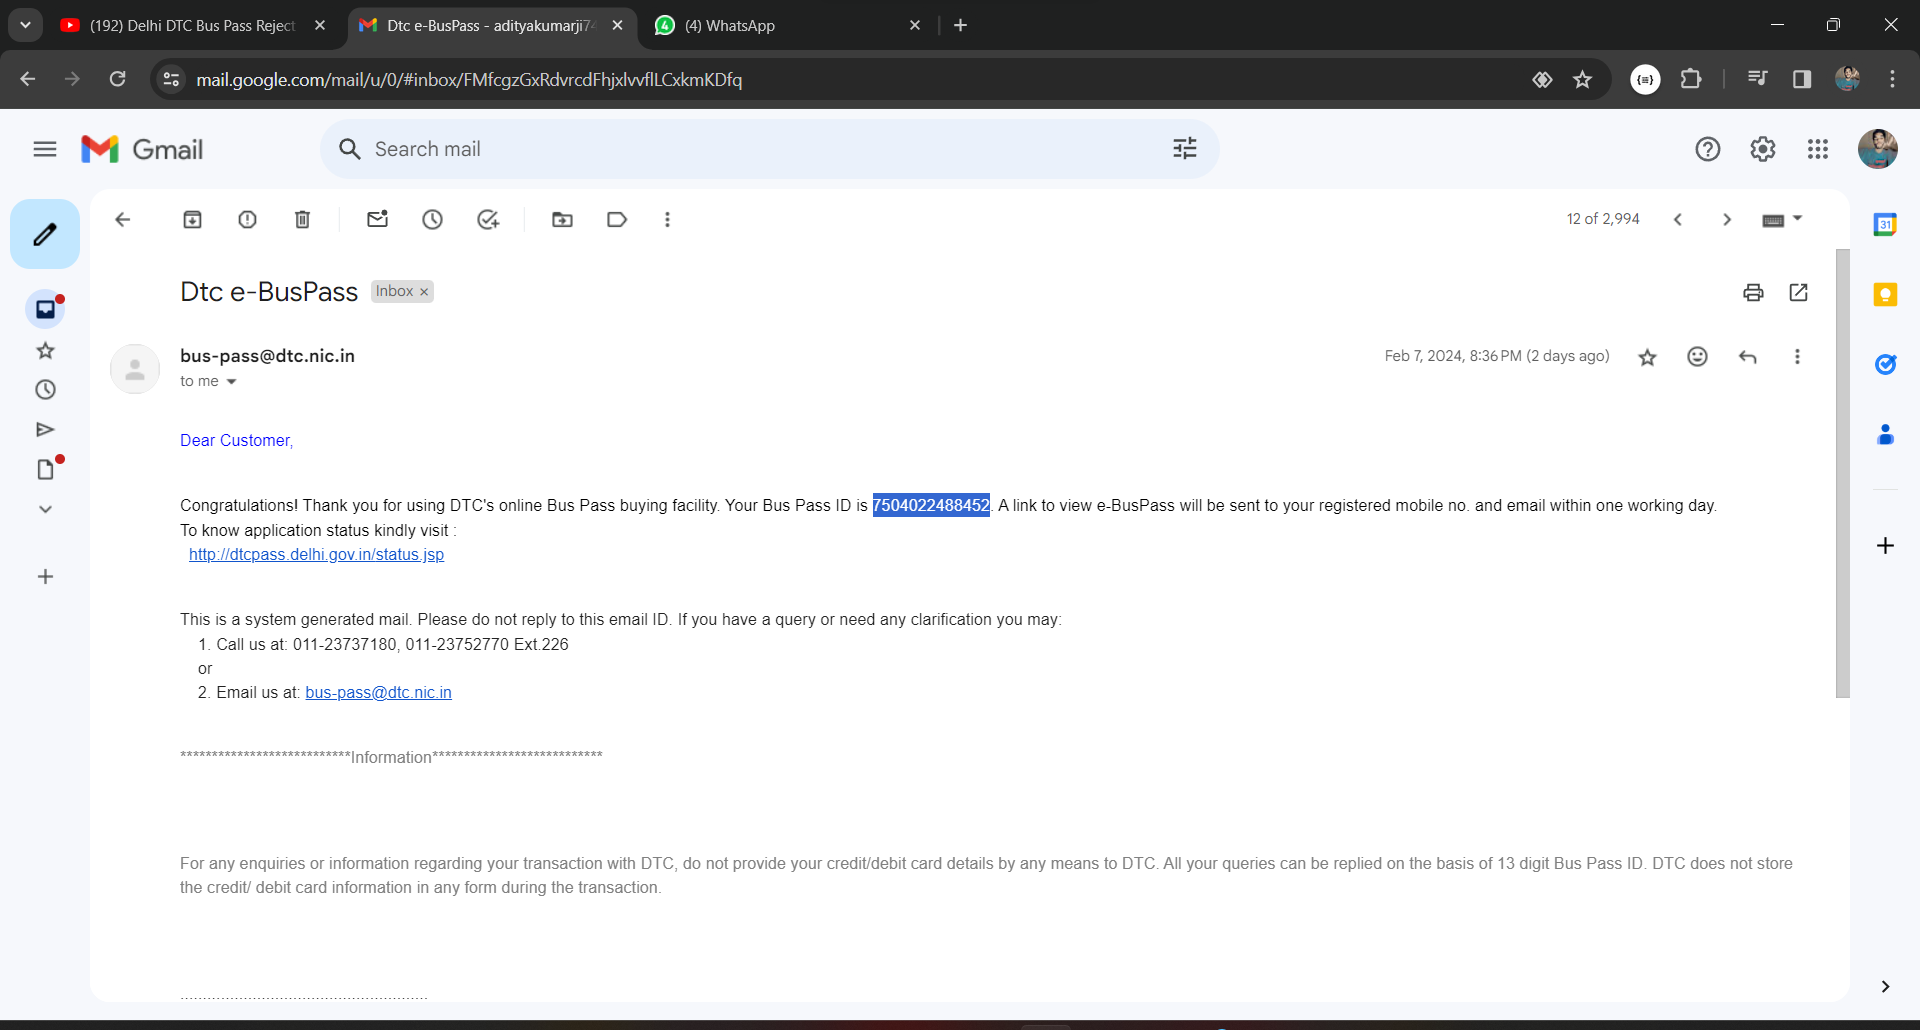 (192) Delhi DTC Bus Pass Reject
Dtc e-BusPass - adityakumarji74
4
(4) WhatsApp
mail.google.com/mail/u/0/#inbox/FMfcgzGxRdvrcdFhjxlvvflLCxkmKDfq
Gmail
Search mail
12 of 2,994
31
Dtc e-BusPass
Inbox ×
bus-pass@dtc.nic.in
Feb 7, 2024, 8:36 PM (2 days ago)
to me
Dear Customer,
Congratulations! Thank you for using DTC's online Bus Pass buying facility. Your Bus Pass ID is 7504022488452. A link to view e-BusPass will be sent to your registered mobile no. and email within one working day.
To know application status kindly visit :
http://dtcpass.delhi.gov.in/status.jsp
This is a system generated mail. Please do not reply to this email ID. If you have a query or need any clarification you may:
1. Call us at: 011-23737180, 011-23752770 Ext.226
or
2. Email us at: bus-pass@dtc.nic.in
***************************Information***************************
For any enquiries or information regarding your transaction with DTC, do not provide your credit/debit card details by any means to DTC. All your queries can be replied on the basis of 13 digit Bus Pass ID. DTC does not store
the credit/ debit card information in any form during the transaction.